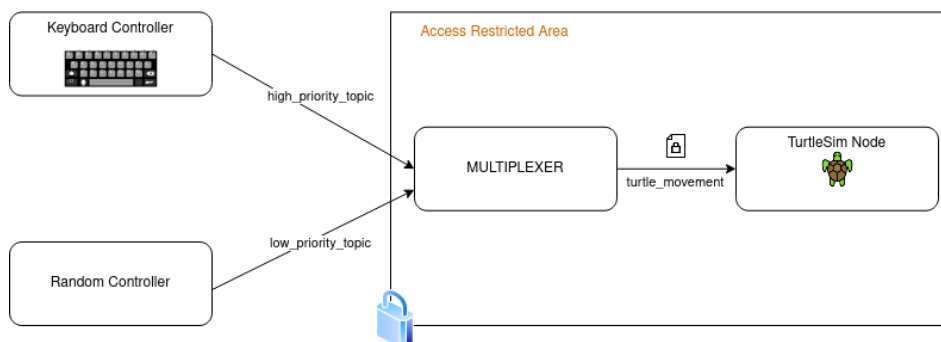 Keyboard Controller
Access Restricted Area
high_priority_topic
MULTIPLEXER
TurtleSim Node
turtle_movement
low_priority_topic
Random Controller